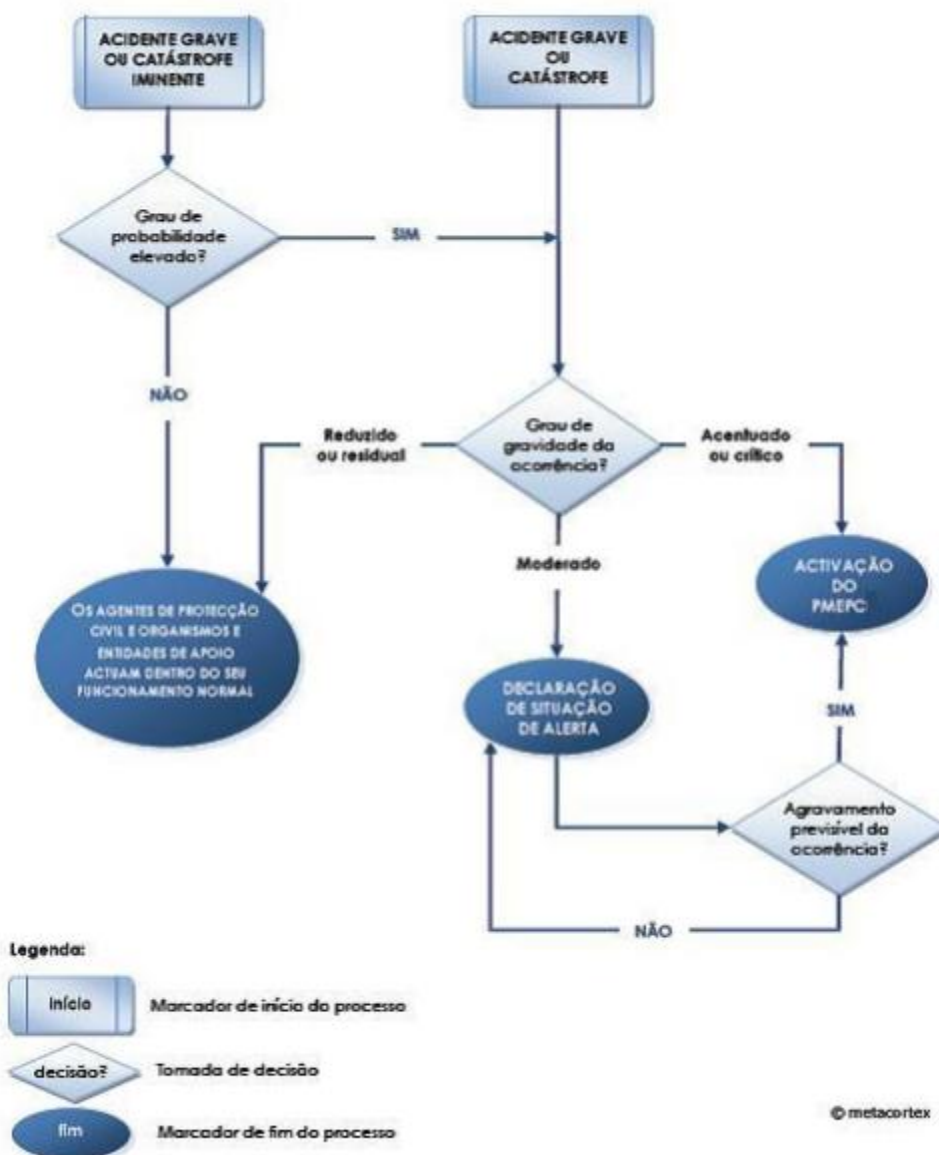 ACIDENTE GRAVE
OU CATÁSTROFE
IMINENTE
ACIDENTE GRAVE
OU
CATÁSTROFE
Grau de
probabilidade
elevado?
SIM
NÃO
Grau de
gravidade da
ocorrência?
Reduzido
ou residual
Acentuado
ou crítico
Moderado
OS AGENTES DE PROTECÇÃO
CIVIL E ORGANISMOS E
ENTIDADES DE APOIO
ACTUAM DENTRO DO SEU
FUNCIONAMENTO NORMAL
ACTIVAÇÃO
DO
PMEPC
DECLARAÇÃO
DE SITUAÇÃO
DE ALERTA
SIM
Agravamento
previsível da
ocorrência?
NÃO
Legenda:
início
Marcador de início do processo
decisão?
Tomada de decisão
fim
Marcador de fim do processo
© metacortex